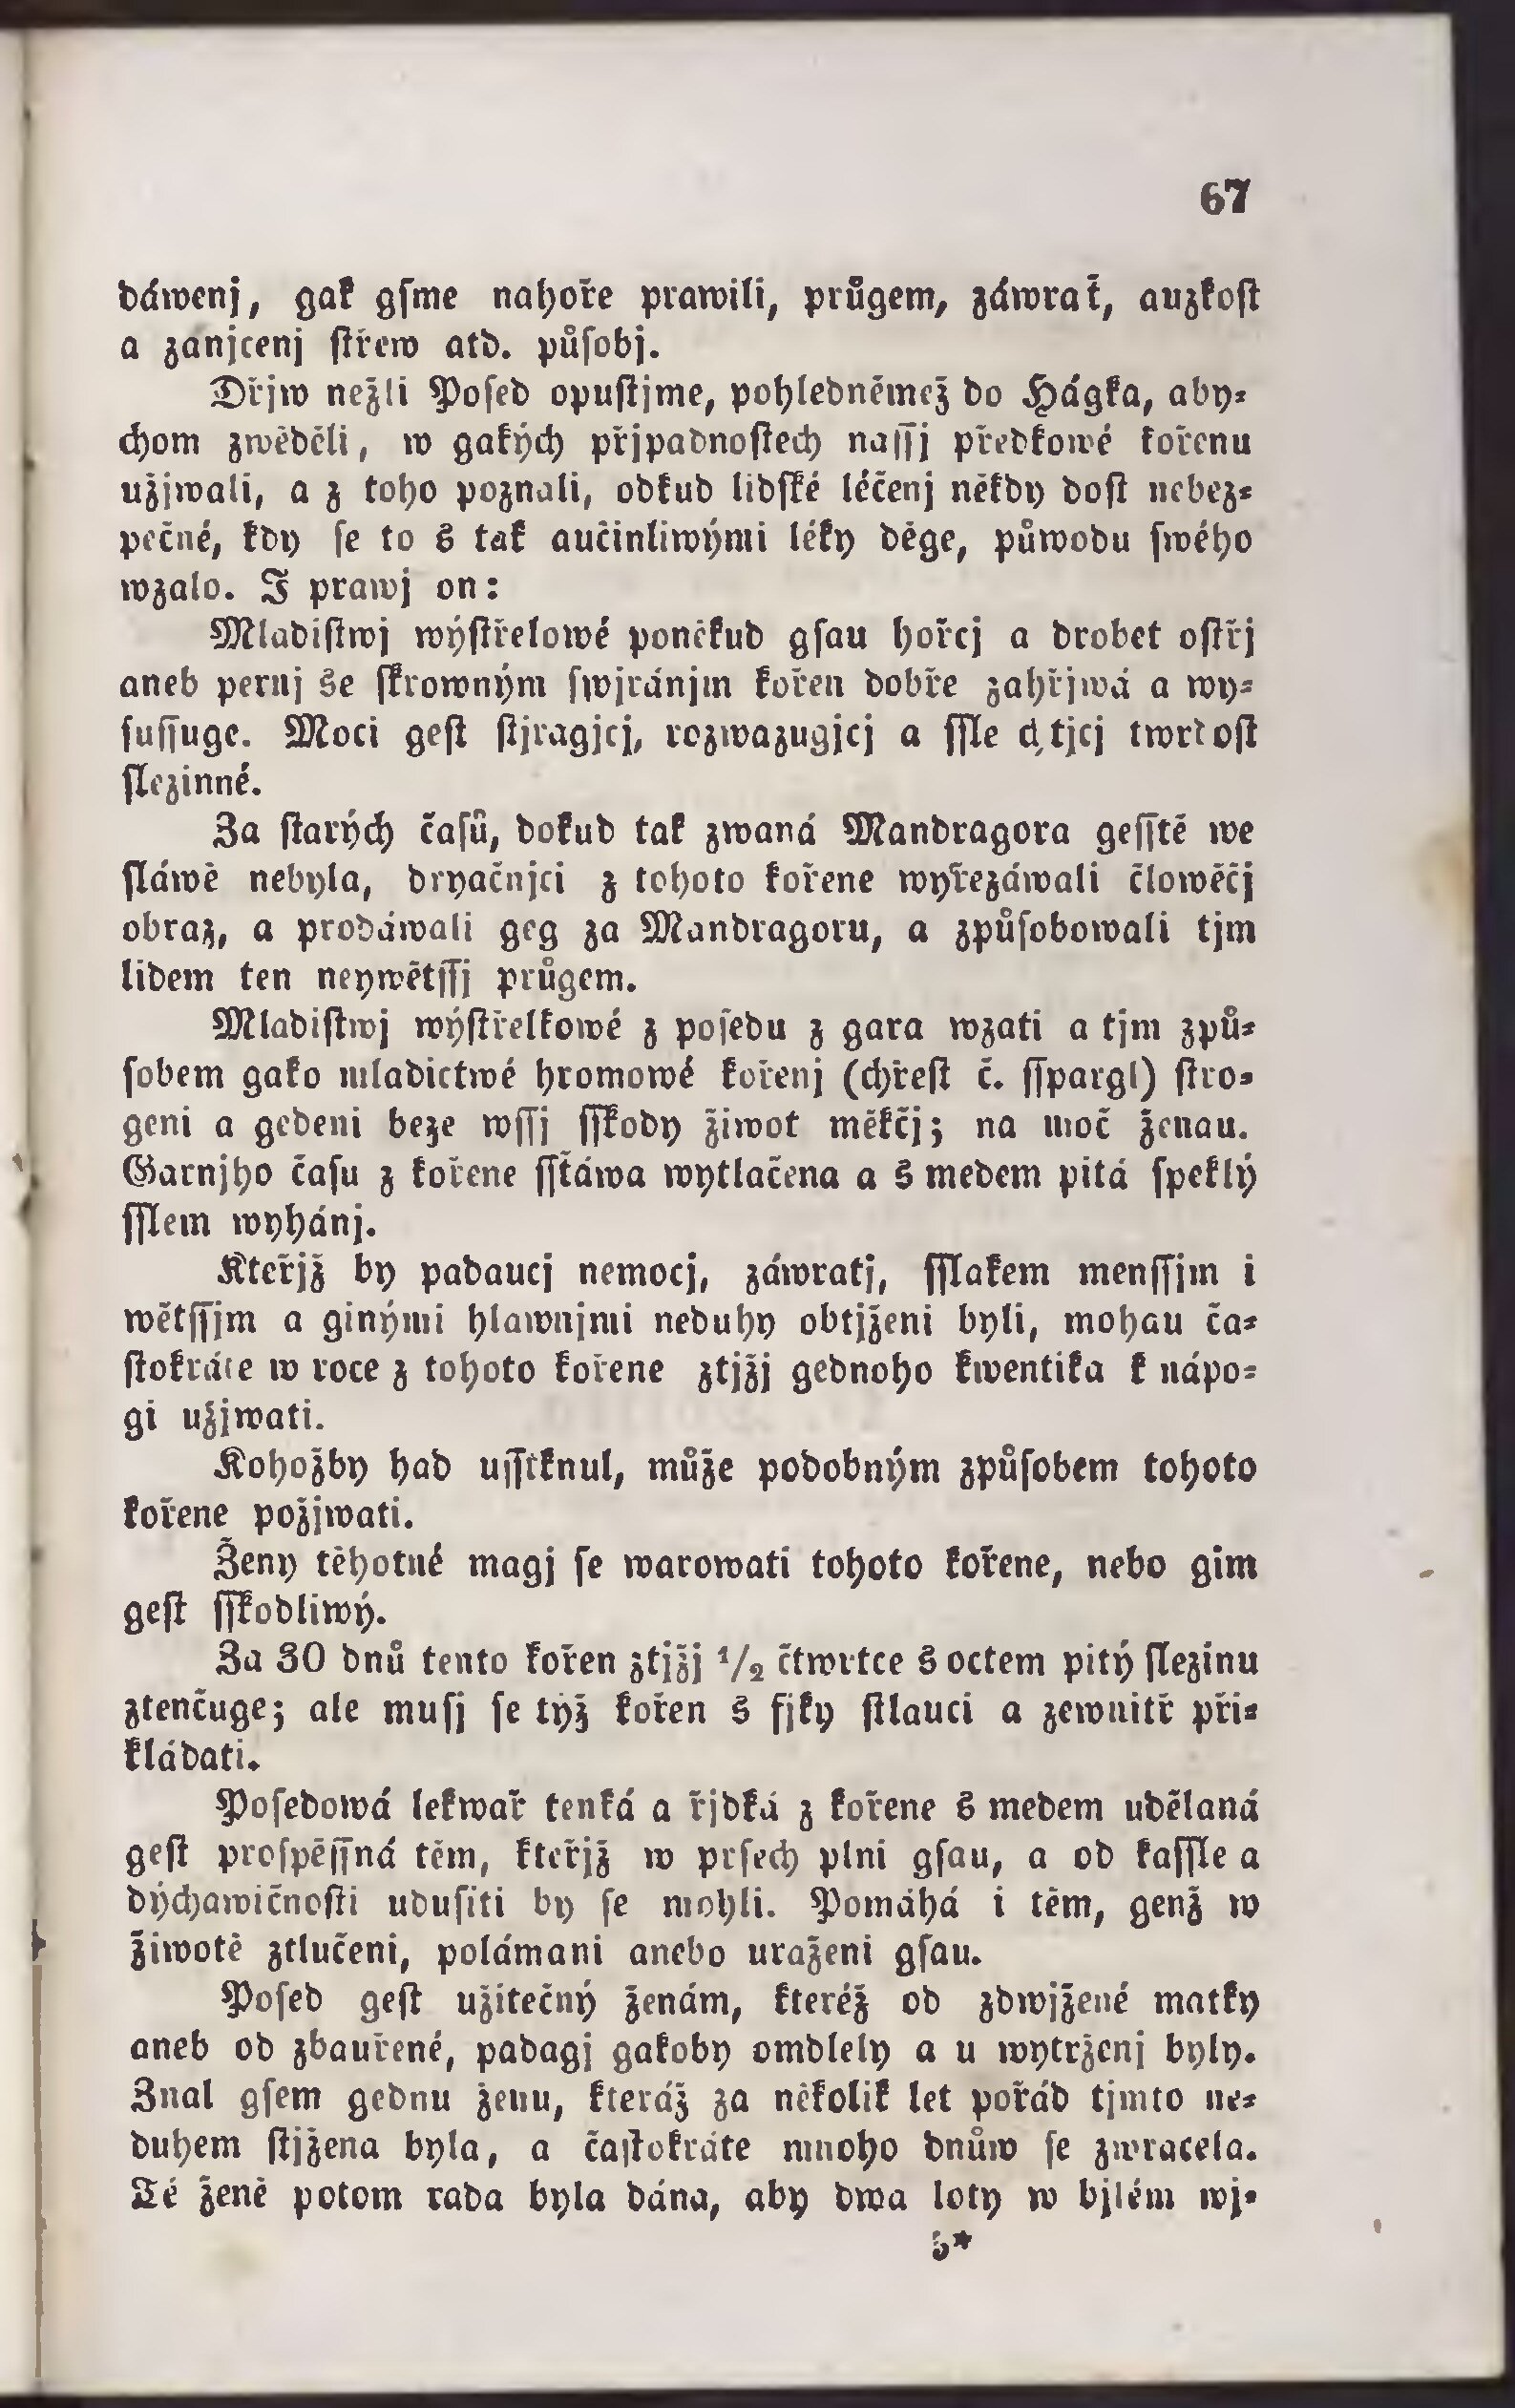 67
dáwenj, gak gſme nahoře prawili, průgem, záwrať, auzkoſt
a zanjcenj ſtřew atd. půſobj.
Dřjw nežli Poſed opuſtjme, pohledněmež do Hágka, aby-
chom zwěděli, w gakých přjpadnoſtech naſſj předkowé kořenu
užjwali, a z toho poznali, odkud lidſké léčenj někdy doſt nebez-
pečné, kdy ſe to s tak aučinliwými léky děge, půwodu ſwého
wzalo. I prawj on:
Mladiſtwj wýſtřelowé poněkud gſau hořcj a drobet oſtřj
aneb pernj se ſkrowným ſwjránjm kořen dobře zahřjwá a wy-
ſuſſuge. Moci geſt ſtjragjcj, rozwazugjcj a ſſle chtjcj twrdoſt
ſlezinné.
Za ſtarých časů, dokud tak zwaná Mandragora geſſtě we
ſláwě nebyla, dryačnjci z tohoto kořene wyřezáwali člowěčj
obraz, a prodáwali geg za Mandragoru, a způſobowali tjm
lidem ten neywětſſj průgem.
Mladiſtwj wýſtřelkowé z poſedu z gara wzati a tjm způ-
ſobem gako mladictwé hromowé kořenj (chřeſt č. ſſpargl) ſtro-
geni a gedeni beze wſſj ſſkody žiwot měkčj; na moč ženau.
Garnjho času z kořene ſſťáwa wytlačena a s medem pitá ſpeklý
ſſlem wyhánj.
Kteřjž by padaucj nemocj, záwratj, ſſlakem menſſjm i
wětſſjm a ginými hlawnjmi neduhy obtjženi byli, mohau ča-
ſtokráte w roce z tohoto kořene ztjžj gednoho kwentika k nápo-
gi užjwati.
Kohožby had uſſtknul, může podobným způſobem tohoto
kořene požjwati.
Ženy těhotné magj ſe warowati tohoto kořene, nebo gim
geſt ſſkodliwý.
Za 30 dnů tento kořen ztjžj 1/2 čtwrtce s octem pitý ſlezinu
ztenčuge; ale muſj ſe týž kořen s fjky ſtlauci a zewnitř při-
kládati.
Poſedowá lekwař tenká a řjdká z kořene s medem udělaná
geſt proſpěſſná těm, kteřjž w prſech plni gſau, a od kaſſle a
dýchawičnoſti uduſiti by ſe mohli. Pomáhá i těm, genž w
žiwotě ztlučeni, polámani anebo uraženi gſau.
Poſed geſt užitečný ženám, kteréž od zdwjžené matky
aneb od zbauřené, padagj gakoby omdlely a u wytrženj byly.
Znal gſem gednu ženu, kteráž za několik let pořád tjmto ne-
duhem ſtjžena byla, a čaſtokráte mnoho dnůw ſe zwracela.
Té ženě potom rada byla dána, aby dwa loty w bjlém wj-
5*